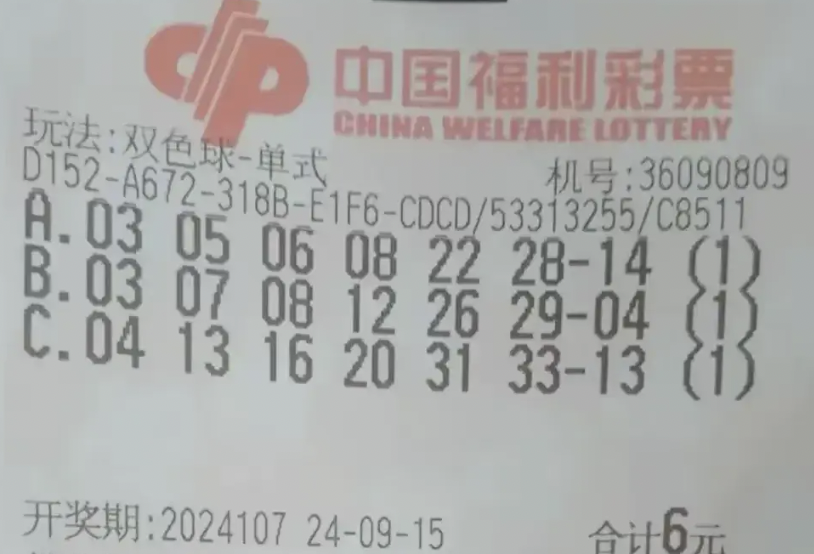 中国福利彩票
CHINA WELFARE LOTTERY
玩法:双色球-单式 机号:36090809
D152-A672-318B-E1F6-CDCD/53313255/C8511
A.03 05 06 08 22 28-14 (1)
B.03 07 08 12 26 29-04 (1)
C.04 13 16 20 31 33-13 (1)
开奖期:2024107 24-09-15 合计6元